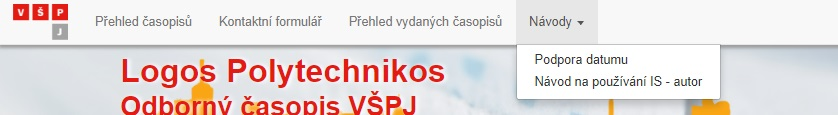 VŠP
J
Přehled časopisů Kontaktní formulář Přehled vydaných časopisů Návody
Podpora datumu
Návod na používání IS - autor
Logos Polytechnikos
Odborný časopis VŠPJ